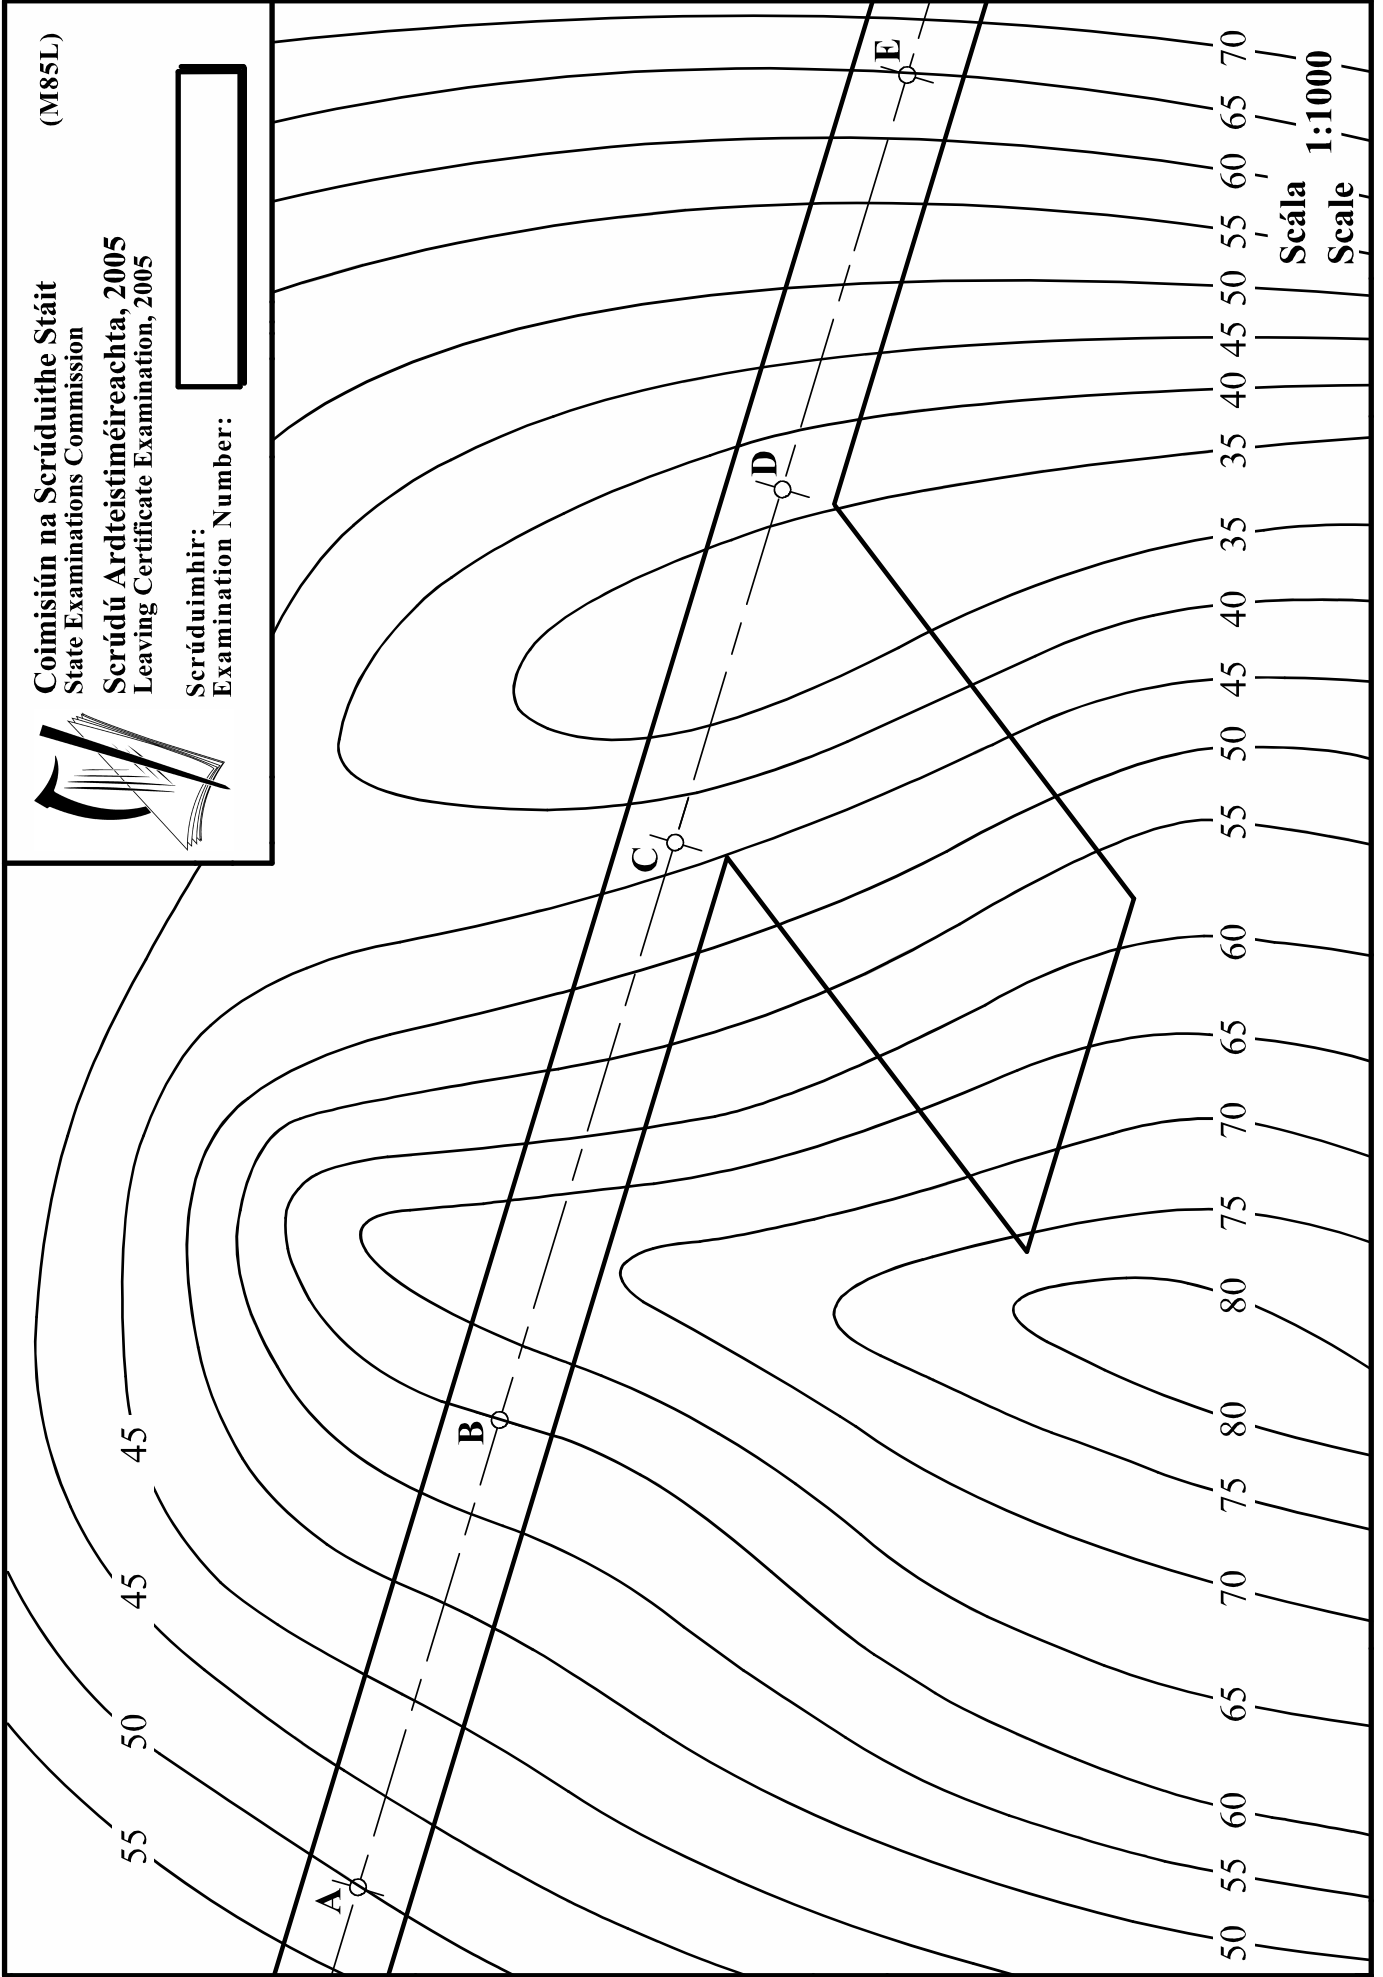 Coimisiún na Scrúduithe Stáit
State Examinations Commission
(M85L)
Scrúdú Ardteistiméireachta, 2005
Leaving Certificate Examination, 2005
Scrúduimhir:
Examination Number:
55
50
45
45
A
B
C
D
E
50
55
60
65
70
75
80
80
75
70
65
60
55
50
45
40
35
35
40
45
50
55
60
65
70
Scála
Scale
1:1000